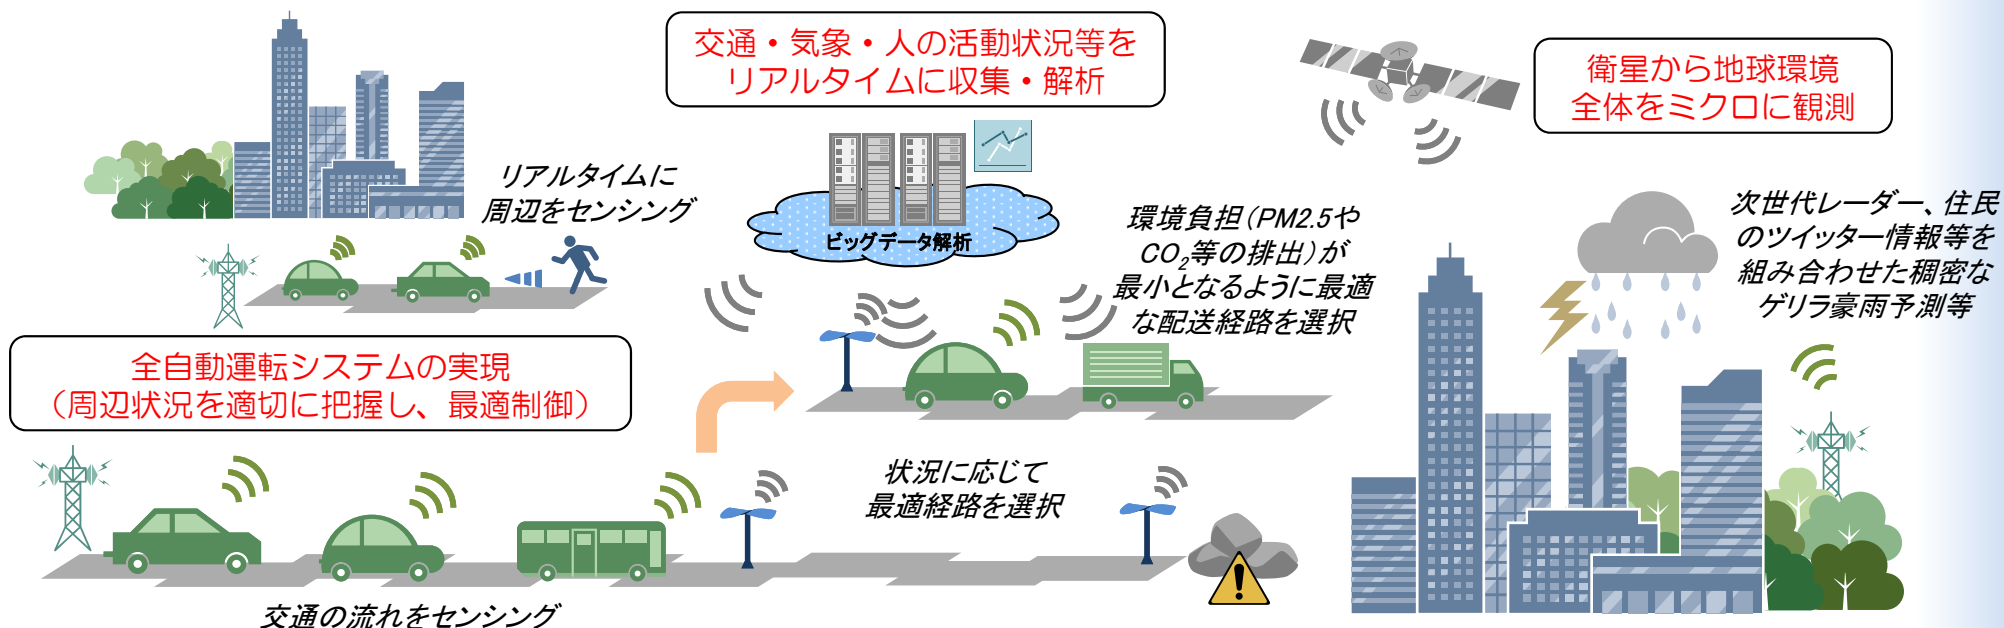 交通・気象・人の活動状況等を
リアルタイムに収集・解析
衛星から地球環境
全体をミクロに観測
リアルタイムに
周辺をセンシング
ビッグデータ解析
環境負担(PM2.5や
CO₂等の排出)が
最小となるように最適
な配送経路を選択
次世代レーダー、住民
のツイッター情報等を
組み合わせた稠密な
ゲリラ豪雨予測等
全自動運転システムの実現
(周辺状況を適切に把握し、最適制御)
状況に応じて
最適経路を選択
交通の流れをセンシング